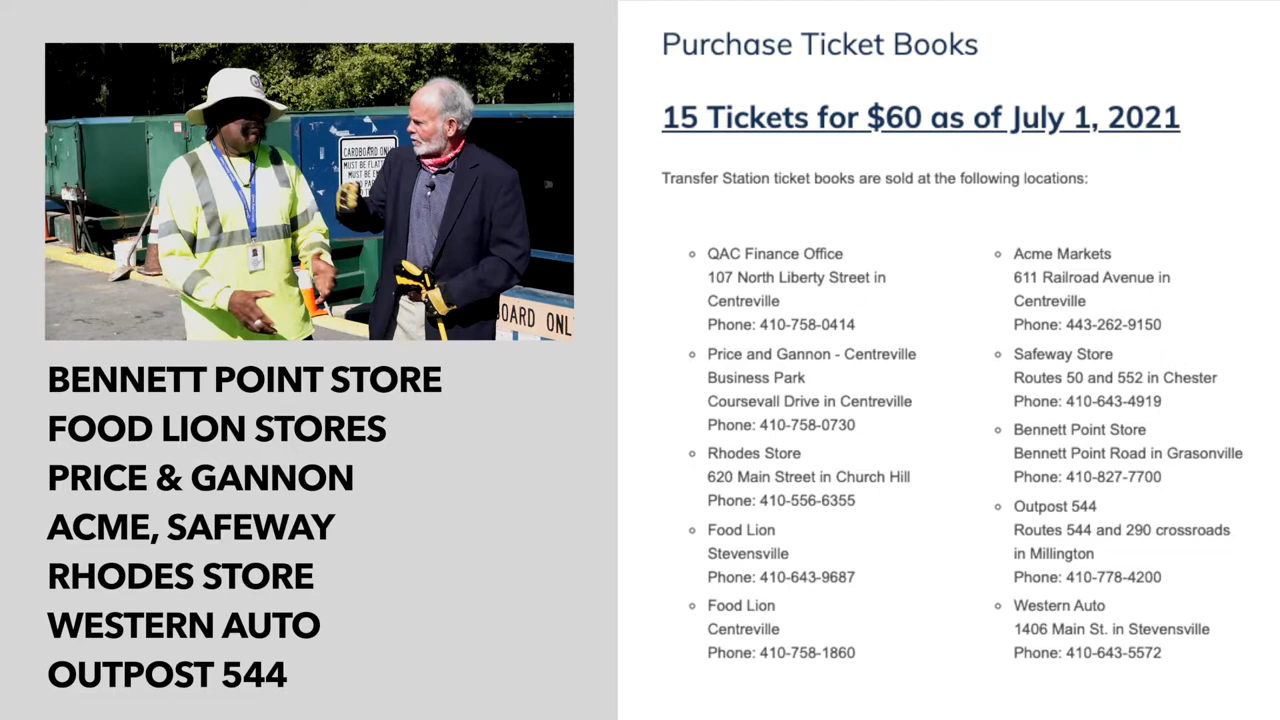 CARDBOARD ONLY
MUST BE FLAT
MUST BE
BOARD ONL
BENNETT POINT STORE
FOOD LION STORES
PRICE & GANNON
ACME, SAFEWAY
RHODES STORE
WESTERN AUTO
OUTPOST 544
Purchase Ticket Books
15 Tickets for $60 as of July 1, 2021
Transfer Station ticket books are sold at the following locations:
QAC Finance Office
107 North Liberty Street in
Centreville
Phone: 410-758-0414
Price and Gannon - Centreville
Business Park
Coursevall Drive in Centreville
Phone: 410-758-0730
Rhodes Store
620 Main Street in Church Hill
Phone: 410-556-6355
Food Lion
Stevensville
Phone: 410-643-9687
Food Lion
Centreville
Phone: 410-758-1860
Acme Markets
611 Railroad Avenue in
Centreville
Phone: 443-262-9150
Safeway Store
Routes 50 and 552 in Chester
Phone: 410-643-4919
Bennett Point Store
Bennett Point Road in Grasonville
Phone: 410-827-7700
Outpost 544
Routes 544 and 290 crossroads
in Millington
Phone: 410-778-4200
Western Auto
1406 Main St. in Stevensville
Phone: 410-643-5572